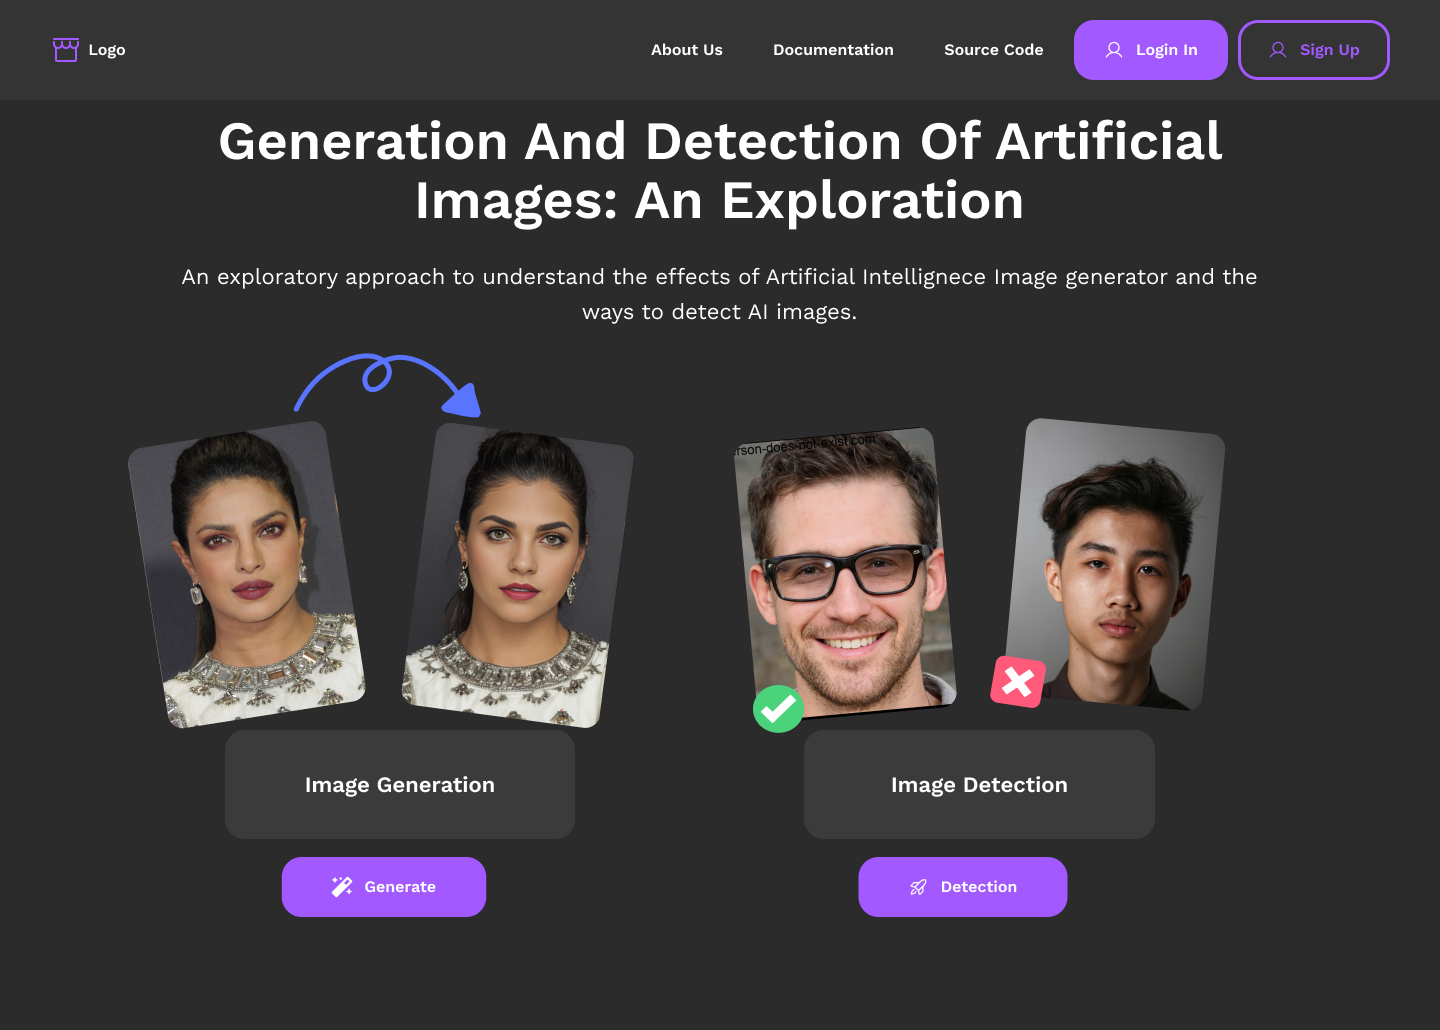 Logo
About Us
Documentation
Source Code
Login In
Sign Up
Generation And Detection Of Artificial
Images: An Exploration
An exploratory approach to understand the effects of Artificial Intellignece Image generator and the
ways to detect AI images.
rson-does-not-exist.com
Image Generation
Image Detection
Generate
Detection